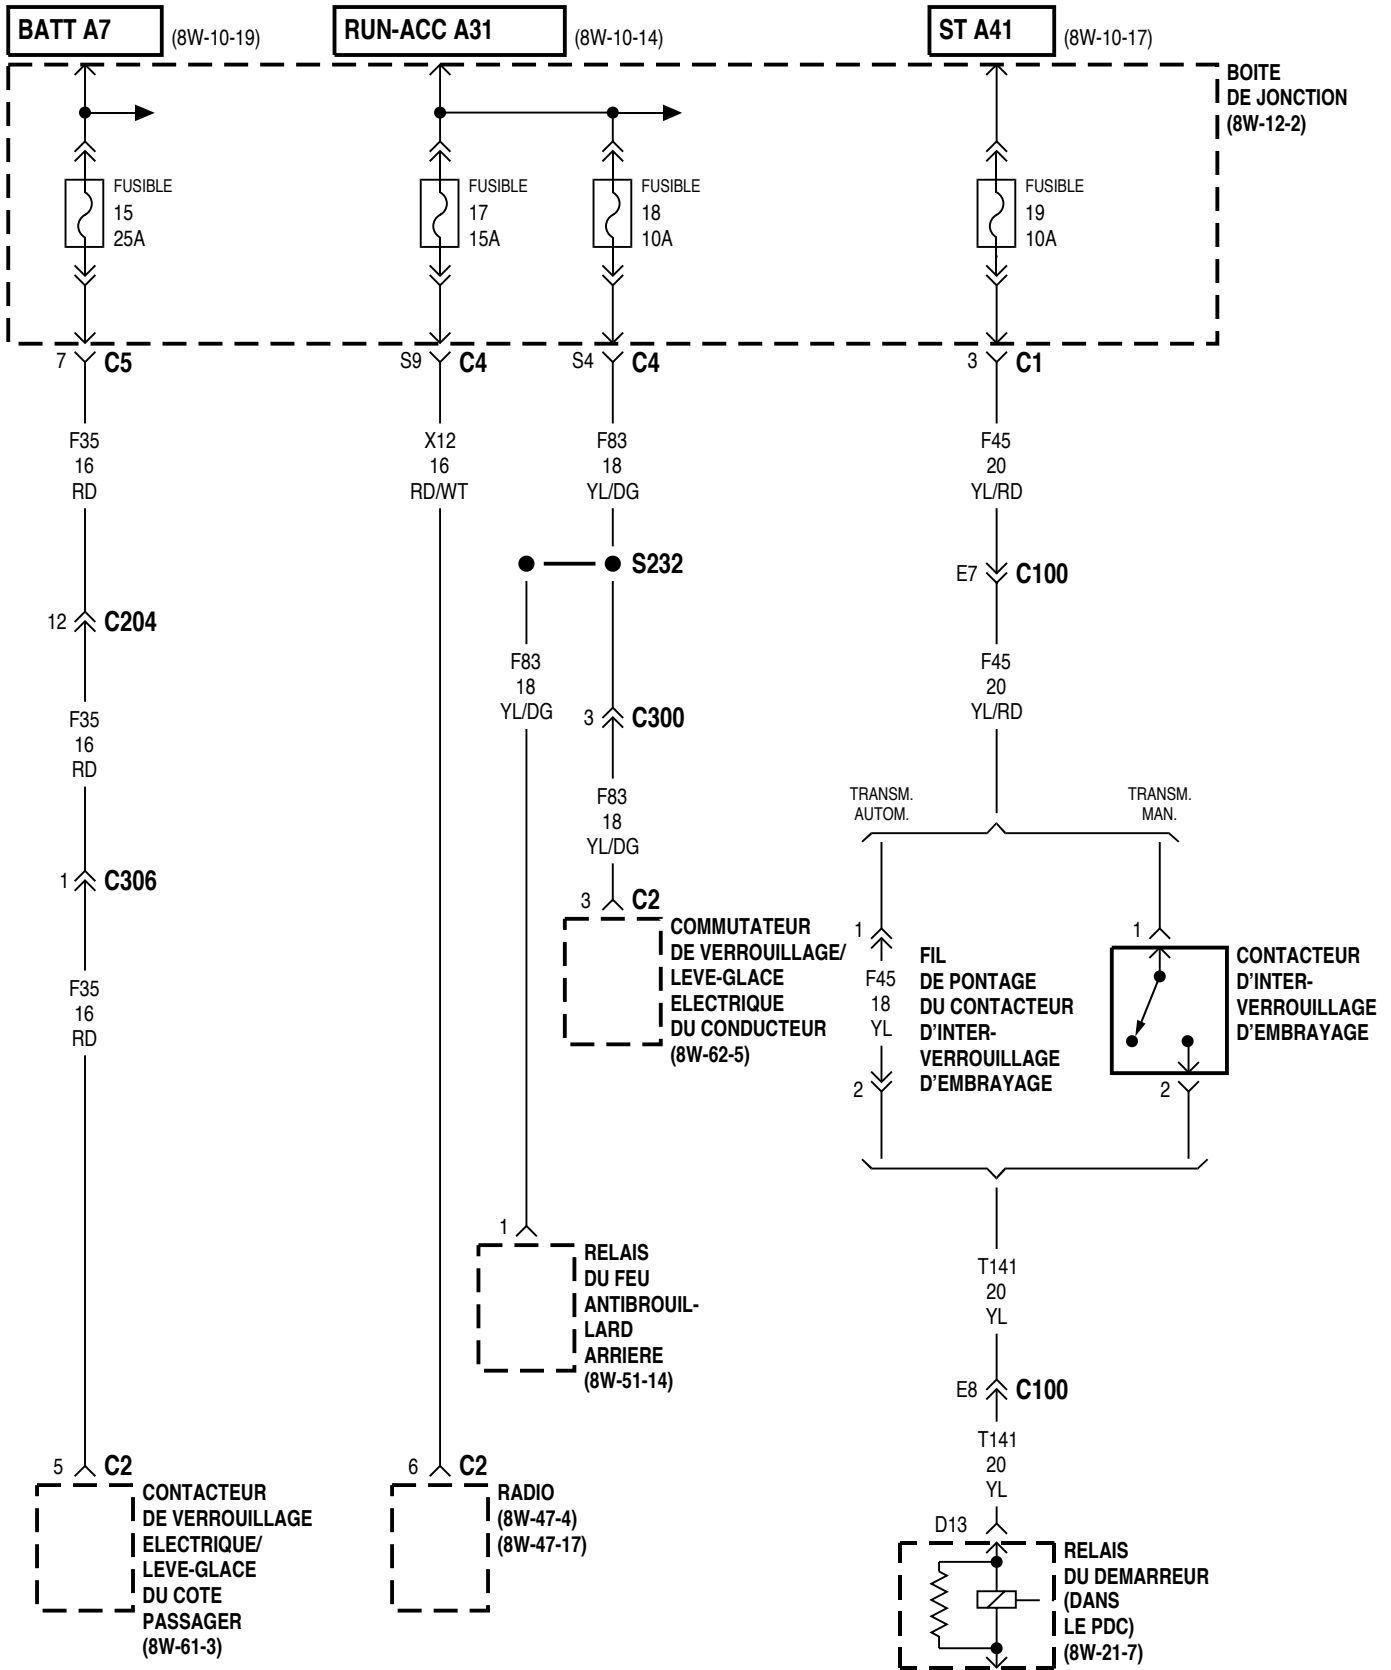 BATT A7 (8W-10-19)
RUN-ACC A31 (8W-10-14)
ST A41 (8W-10-17)
BOITE
DE JONCTION
(8W-12-2)
FUSIBLE
15
25A
FUSIBLE
17
15A
FUSIBLE
18
10A
FUSIBLE
19
10A
7 C5
S9 C4
S4 C4
3 C1
F35
16
RD
X12
16
RD/WT
F83
18
YL/DG
F45
20
YL/RD
S232
E7 C100
12 C204
F83
18
YL/DG
F45
20
YL/RD
3 C300
F35
16
RD
F83
18
YL/DG
TRANSM.
AUTOM.
TRANSM.
MAN.
1 C306
3 C2
COMMUTATEUR
DE VERROUILLAGE/
LEVE-GLACE
ELECTRIQUE
DU CONDUCTEUR
(8W-62-5)
1
F45
18
YL
2
FIL
DE PONTAGE
DU CONTACTEUR
D'INTER-
VERROUILLAGE
D'EMBRAYAGE
1
2
CONTACTEUR
D'INTER-
VERROUILLAGE
D'EMBRAYAGE
F35
16
RD
1
RELAIS
DU FEU
ANTIBROUIL-
LARD
ARRIERE
(8W-51-14)
T141
20
YL
E8 C100
T141
20
YL
5 C2
CONTACTEUR
DE VERROUILLAGE
ELECTRIQUE/
LEVE-GLACE
DU COTE
PASSAGER
(8W-61-3)
6 C2
RADIO
(8W-47-4)
(8W-47-17)
D13
RELAIS
DU DEMARREUR
(DANS
LE PDC)
(8W-21-7)